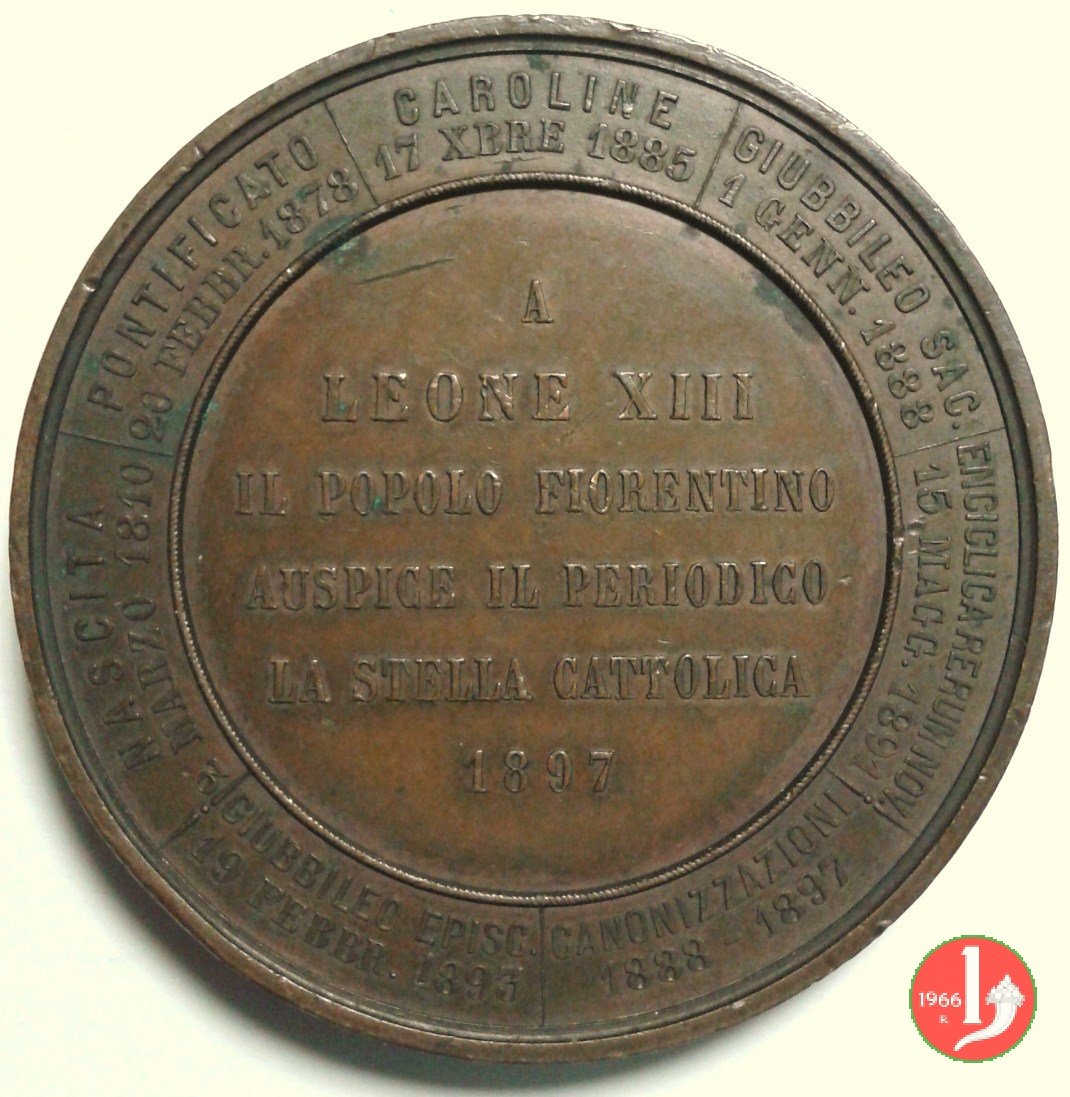 A
LEONE XIII
IL POPOLO FIORENTINO
AUSPICE IL PERIODICO
LA STELLA CATTOLICA
1897
NASCITA
2 MARZO 1810
PONTIFICATO
20 FEBBR. 1878
CAROLINE
17 XBRE 1885
GIUBBILEO SAC.
1 GENN. 1888
ENCICLICA RERUM NOV.
15 MAGG. 1891
CANONIZZAZIONI
1888 - 1897
GIUBBILEO EPISC.
19 FEBBR. 1893
1966
R.